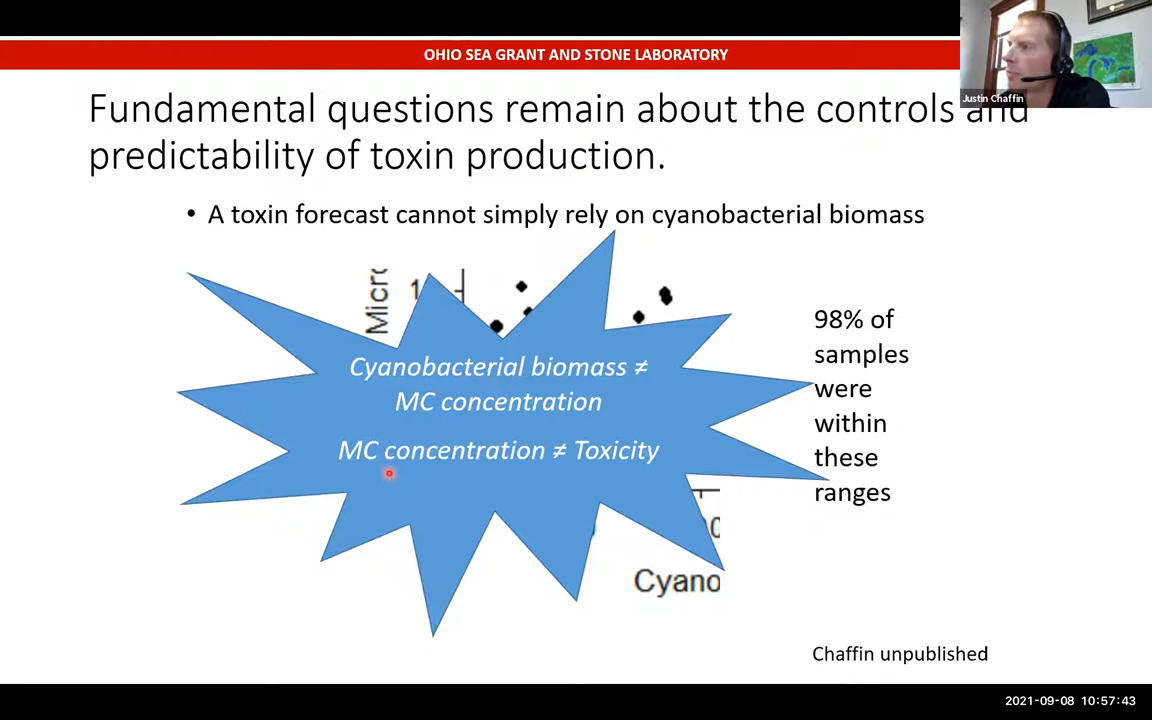 OHIO SEA GRANT AND STONE LABORATORY
Justin Chaffin
Fundamental questions remain about the controls and
predictability of toxin production.
• A toxin forecast cannot simply rely on cyanobacterial biomass
Micro
1
Cyanobacterial biomass ≠
MC concentration
MC concentration ≠ Toxicity
98% of
samples
were
within
these
ranges
Cyano
Chaffin unpublished
2021-09-08 10:57:43